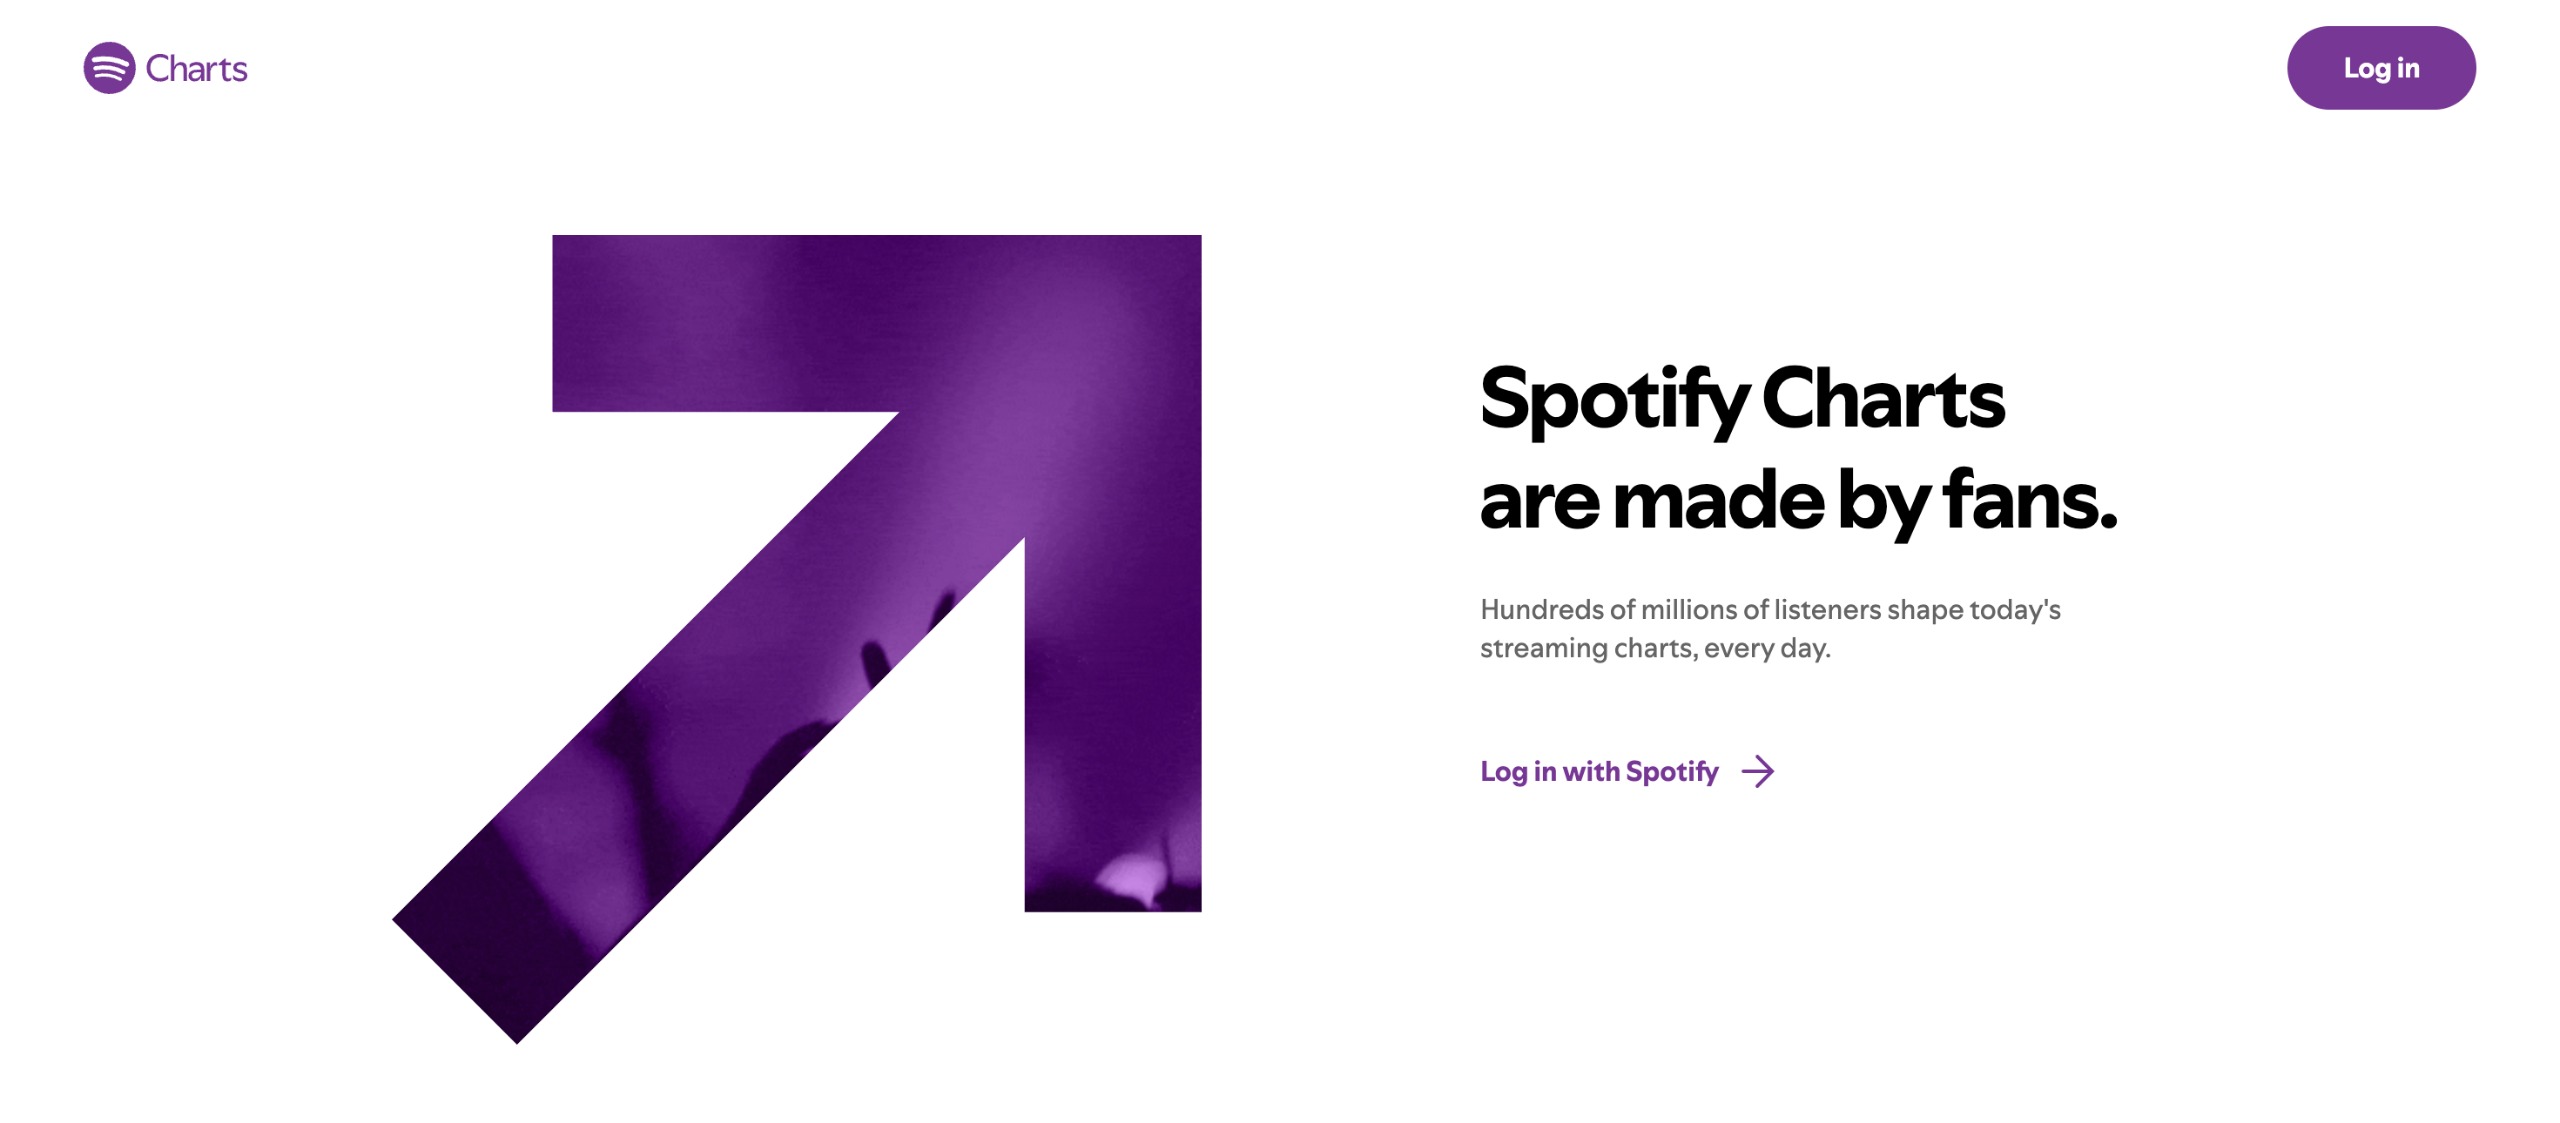 Charts
Log in
Spotify Charts
are made by fans.
Hundreds of millions of listeners shape today's
streaming charts, every day.
Log in with Spotify